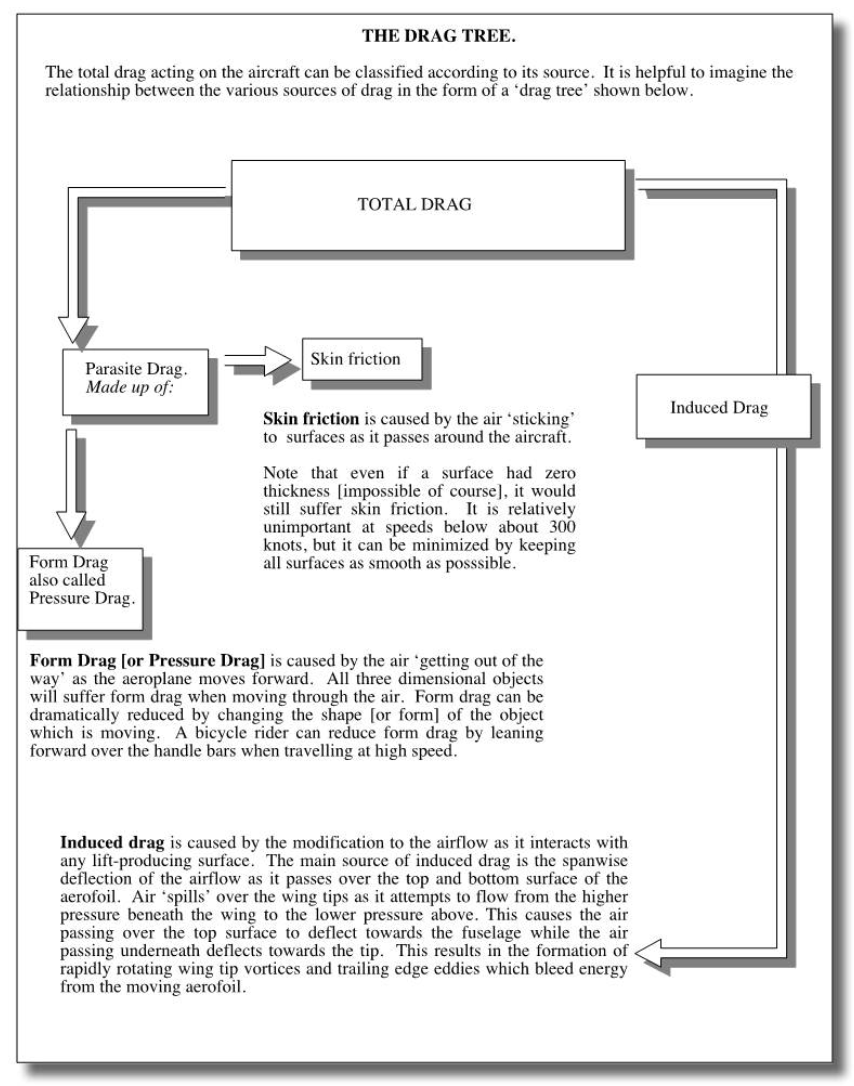 THE DRAG TREE.
The total drag acting on the aircraft can be classified according to its source.  It is helpful to imagine the
relationship between the various sources of drag in the form of a ‘drag tree’ shown below.
TOTAL DRAG
Parasite Drag.
Made up of:
Skin friction
Induced Drag
Skin friction is caused by the air ‘sticking’
to  surfaces as it passes around the aircraft.
Note that even if a surface had zero
thickness [impossible of course], it would
still suffer skin friction.  It is relatively
unimportant at speeds below about 300
knots, but it can be minimized by keeping
all surfaces as smooth as posssible.
Form Drag
also called
Pressure Drag.
Form Drag [or Pressure Drag] is caused by the air ‘getting out of the
way’ as the aeroplane moves forward.  All three dimensional objects
will suffer form drag when moving through the air.  Form drag can be
dramatically reduced by changing the shape [or form] of the object
which is moving.  A bicycle rider can reduce form drag by leaning
forward over the handle bars when travelling at high speed.
Induced drag is caused by the modification to the airflow as it interacts with
any lift-producing surface.  The main source of induced drag is the spanwise
deflection of the airflow as it passes over the top and bottom surface of the
aerofoil.  Air ‘spills’ over the wing tips as it attempts to flow from the higher
pressure beneath the wing to the lower pressure above. This causes the air
passing over the top surface to deflect towards the fuselage while the air
passing underneath deflects towards the tip.  This results in the formation of
rapidly rotating wing tip vortices and trailing edge eddies which bleed energy
from the moving aerofoil.